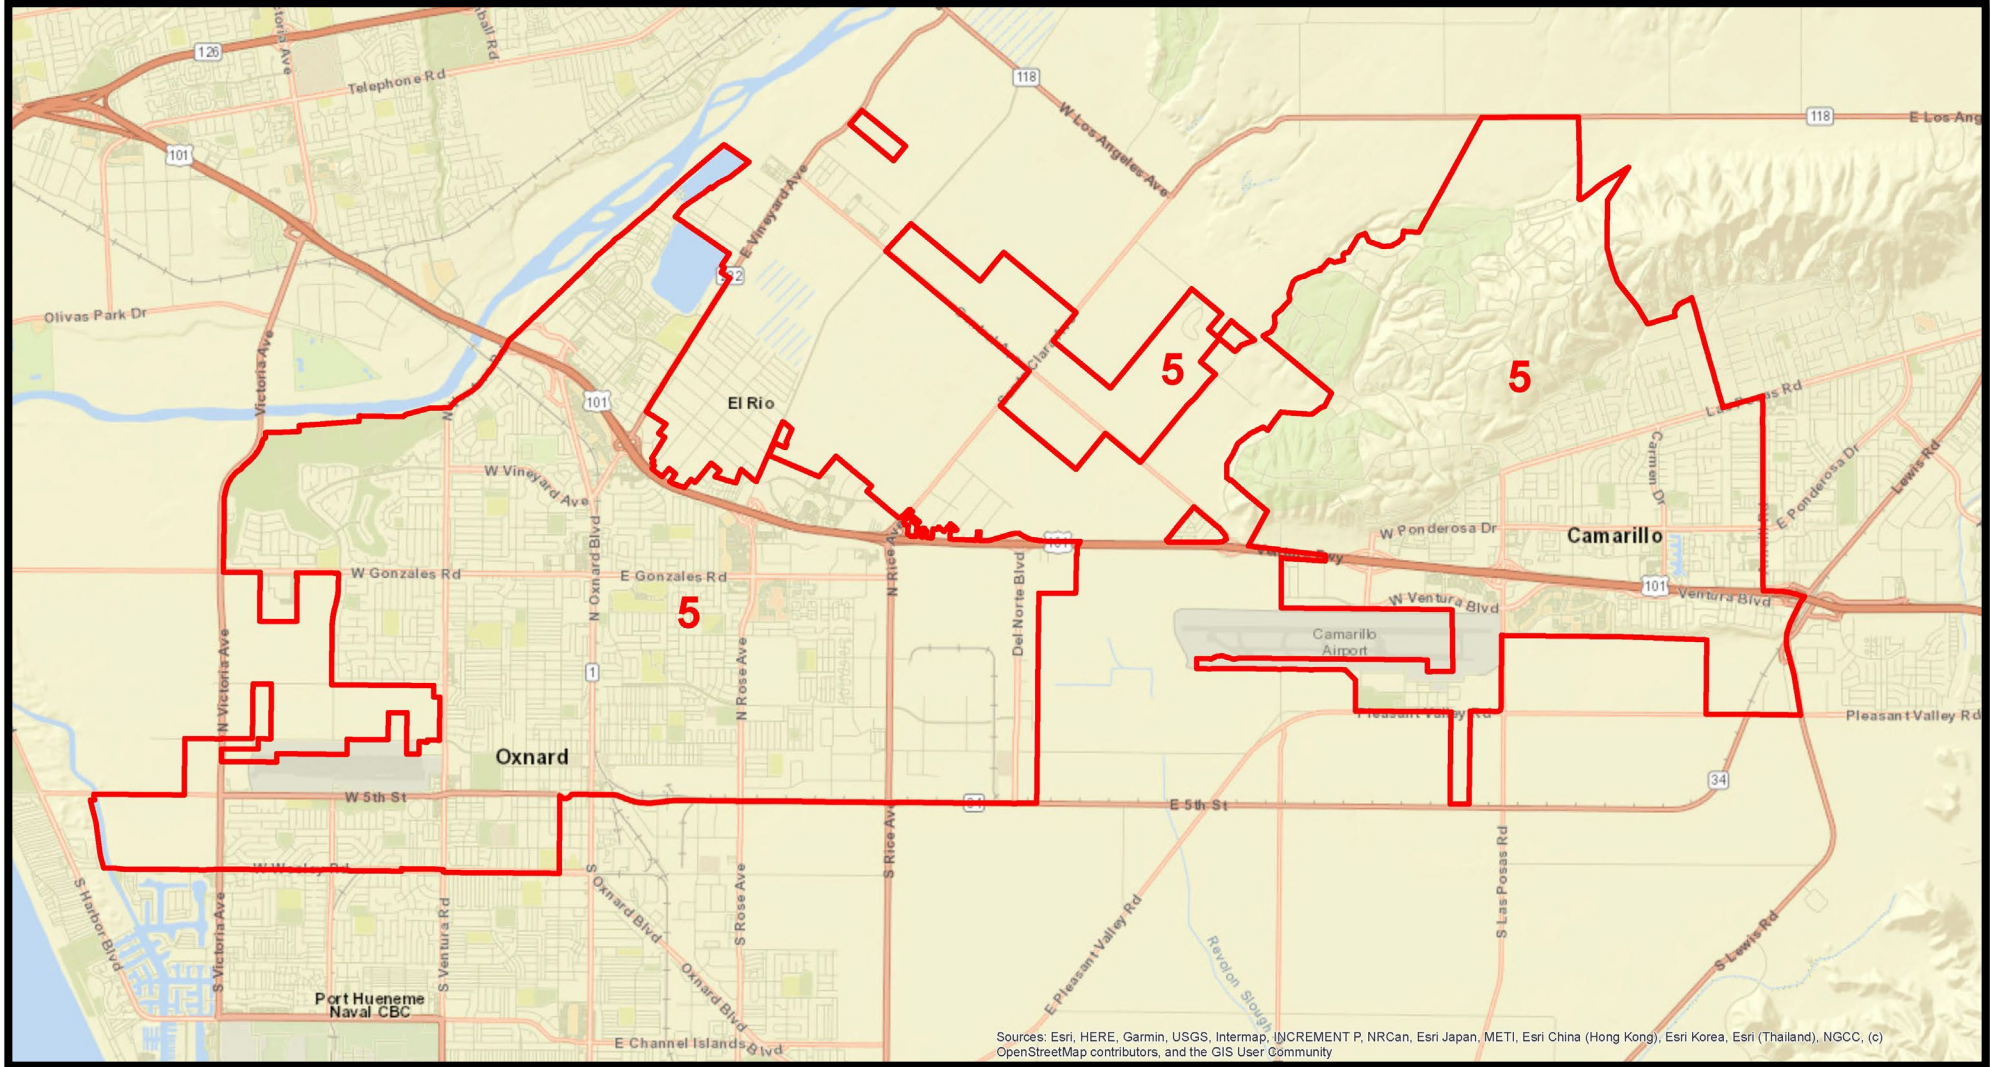 126
Telephone Rd
118
W Los Angeles Ave
118
E Los Ang
101
E Vineyard Ave
Olivas Park Dr
Victoria Ave
101
El Rio
5
5
Las Posas Rd
Carmen Dr
E Ponderosa Dr
Lewis Rd
W Vineyard Ave
N Oxnard Blvd
N Rice Ave
101
W Ponderosa Dr
Camarillo
W Gonzales Rd
E Gonzales Rd
Del Norte Blvd
101
W Ventura Blvd
Ventura Blvd
5
N Victoria Ave
Camarillo
Airport
1
N Rose Ave
Pleasant Valley Rd
Pleasant Valley Rd
Oxnard
34
W 5th St
34
E 5th St
W Wooley Rd
S Rice Ave
S Las Posas Rd
S Harbor Blvd
S Victoria Ave
S Ventura Rd
S Oxnard Blvd
S Rose Ave
E Pleasant Valley Rd
Revolon Slough
S Lewis Rd
Oxnard Blvd
Port Hueneme
Naval CBC
E Channel Islands Blvd
Sources: Esri, HERE, Garmin, USGS, Intermap, INCREMENT P, NRCan, Esri Japan, METI, Esri China (Hong Kong), Esri Korea, Esri (Thailand), NGCC, (c)
OpenStreetMap contributors, and the GIS User Community